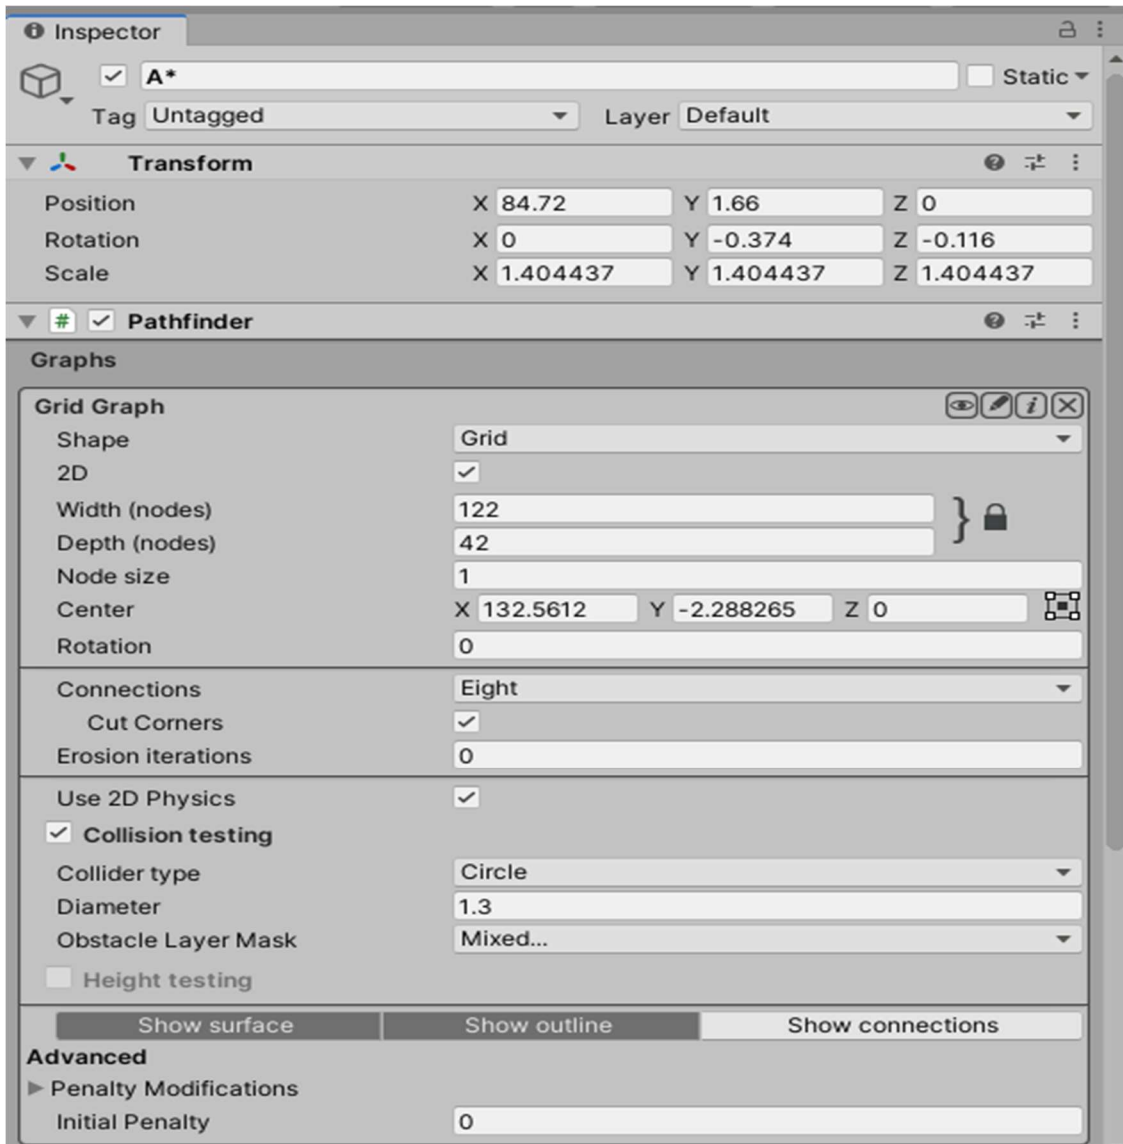 Inspector
A*
Static
Tag Untagged Layer Default
Transform
Position X 84.72 Y 1.66 Z 0
Rotation X 0 Y -0.374 Z -0.116
Scale X 1.404437 Y 1.404437 Z 1.404437
# Pathfinder
Graphs
Grid Graph
Shape Grid
2D
Width (nodes) 122
Depth (nodes) 42
Node size 1
Center X 132.5612 Y -2.288265 Z 0
Rotation 0
Connections Eight
Cut Corners
Erosion iterations 0
Use 2D Physics
Collision testing
Collider type Circle
Diameter 1.3
Obstacle Layer Mask Mixed...
Height testing
Show surface Show outline Show connections
Advanced
Penalty Modifications
Initial Penalty 0